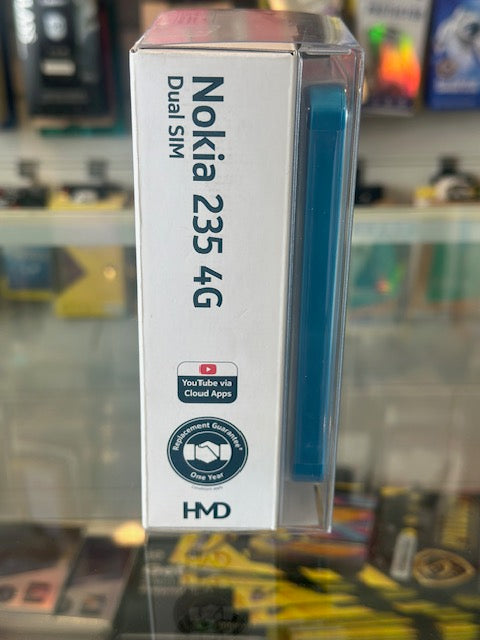 Nokia 235 4G
Dual SIM
YouTube via
Cloud Apps
Replacement Guarantee*
One Year
HMD